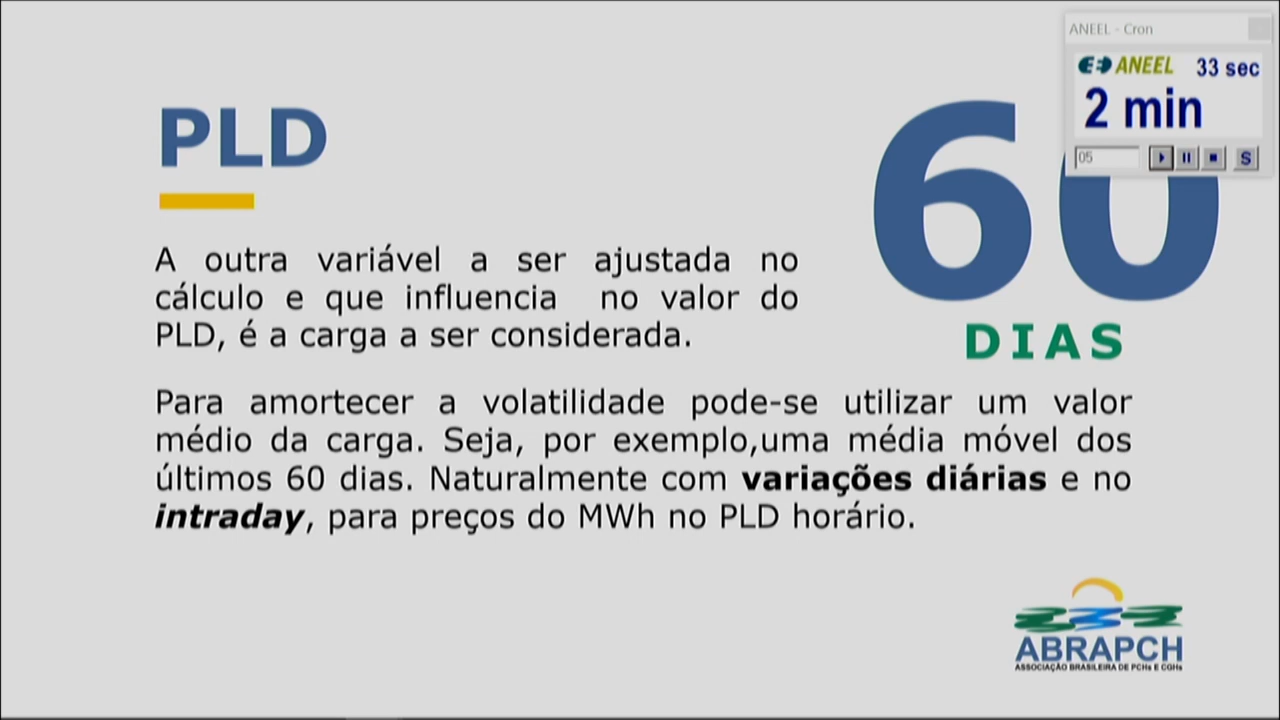 ANEEL - Cron
ANEEL 33 sec
2 min
05
S
PLD
60
DIAS
A outra variável a ser ajustada no
cálculo e que influencia no valor do
PLD, é a carga a ser considerada.
Para amortecer a volatilidade pode-se utilizar um valor
médio da carga. Seja, por exemplo,uma média móvel dos
últimos 60 dias. Naturalmente com variações diárias e no
intraday, para preços do MWh no PLD horário.
ABRAPCH
ASSOCIAÇÃO BRASILEIRA DE PCHs E CGHs